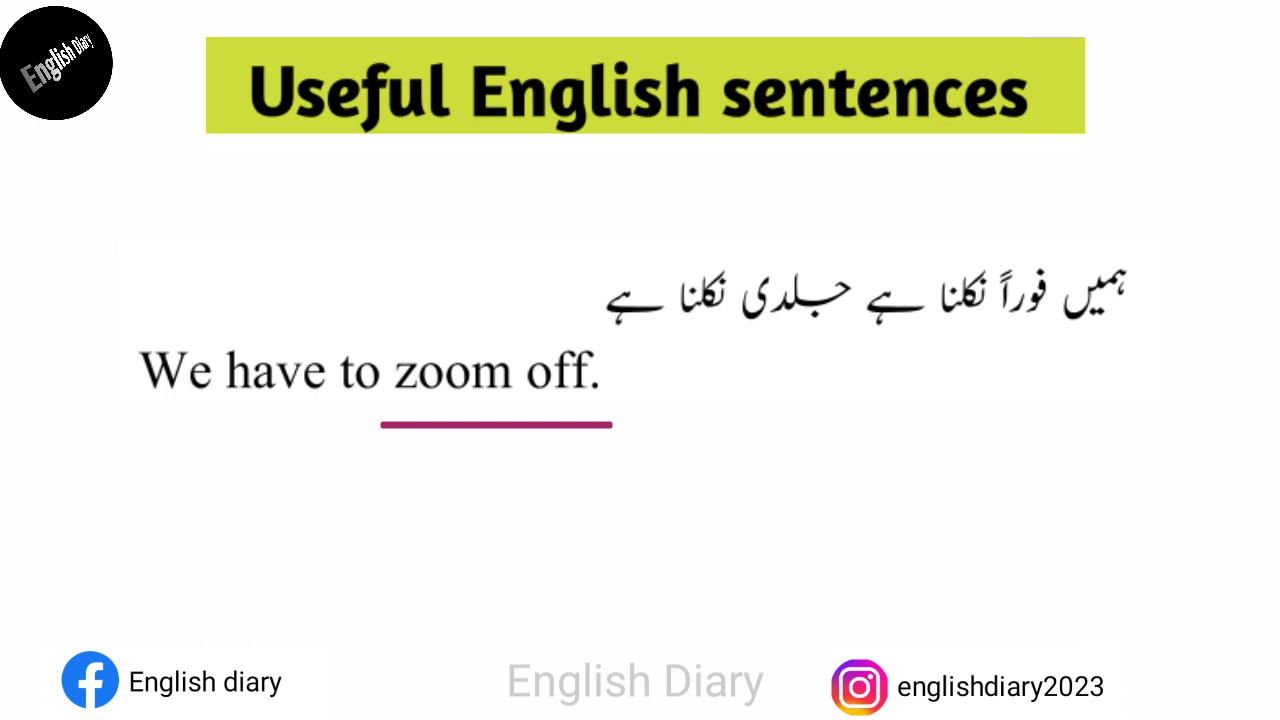 English Diary
Useful English sentences
ہمیں فوراً نکلنا ہے جلدی نکلنا ہے
We have to zoom off.
English diary
English Diary
englishdiary2023